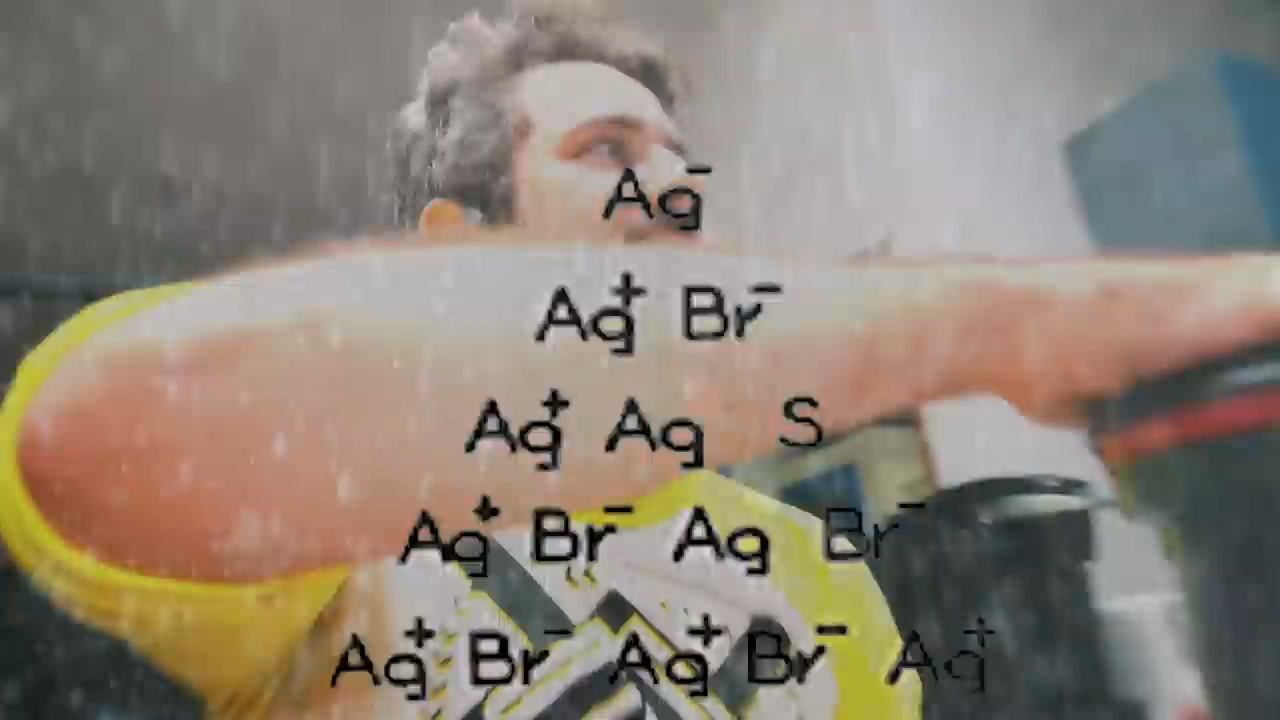 Ag⁻
Ag⁺ Br⁻
Ag⁺ Ag S
Ag⁺ Br⁻ Ag Br⁻
Ag⁺ Br⁻ Ag⁺ Br⁻ Ag⁺